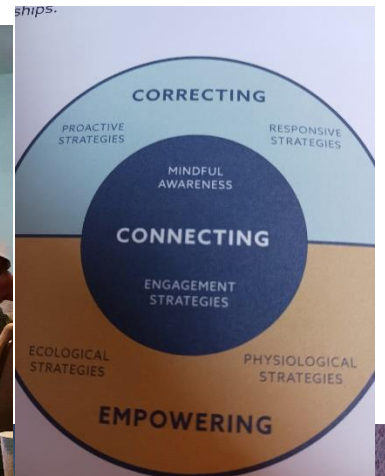 ships.
CORRECTING
PROACTIVE
STRATEGIES
RESPONSIVE
STRATEGIES
MINDFUL
AWARENESS
CONNECTING
ENGAGEMENT
STRATEGIES
ECOLOGICAL
STRATEGIES
PHYSIOLOGICAL
STRATEGIES
EMPOWERING